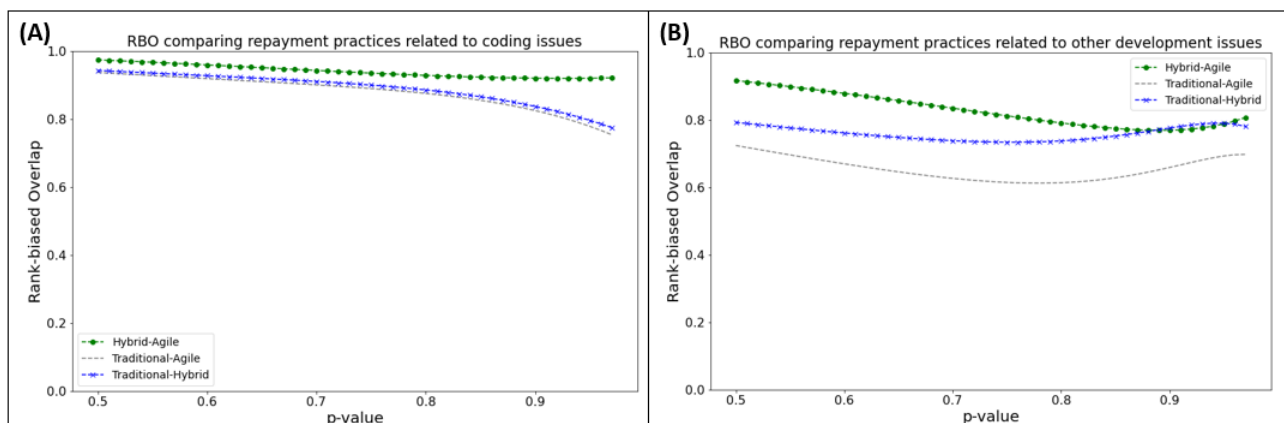 (A)
RBO comparing repayment practices related to coding issues
Rank-biased Overlap
1.0
0.8
0.6
0.4
0.2
0.0
Hybrid-Agile
Traditional-Agile
Traditional-Hybrid
0.5 0.6 0.7 0.8 0.9
p-value
(B)
RBO comparing repayment practices related to other development issues
Rank-biased Overlap
1.0
0.8
0.6
0.4
0.2
0.0
Hybrid-Agile
Traditional-Agile
Traditional-Hybrid
0.5 0.6 0.7 0.8 0.9
p-value